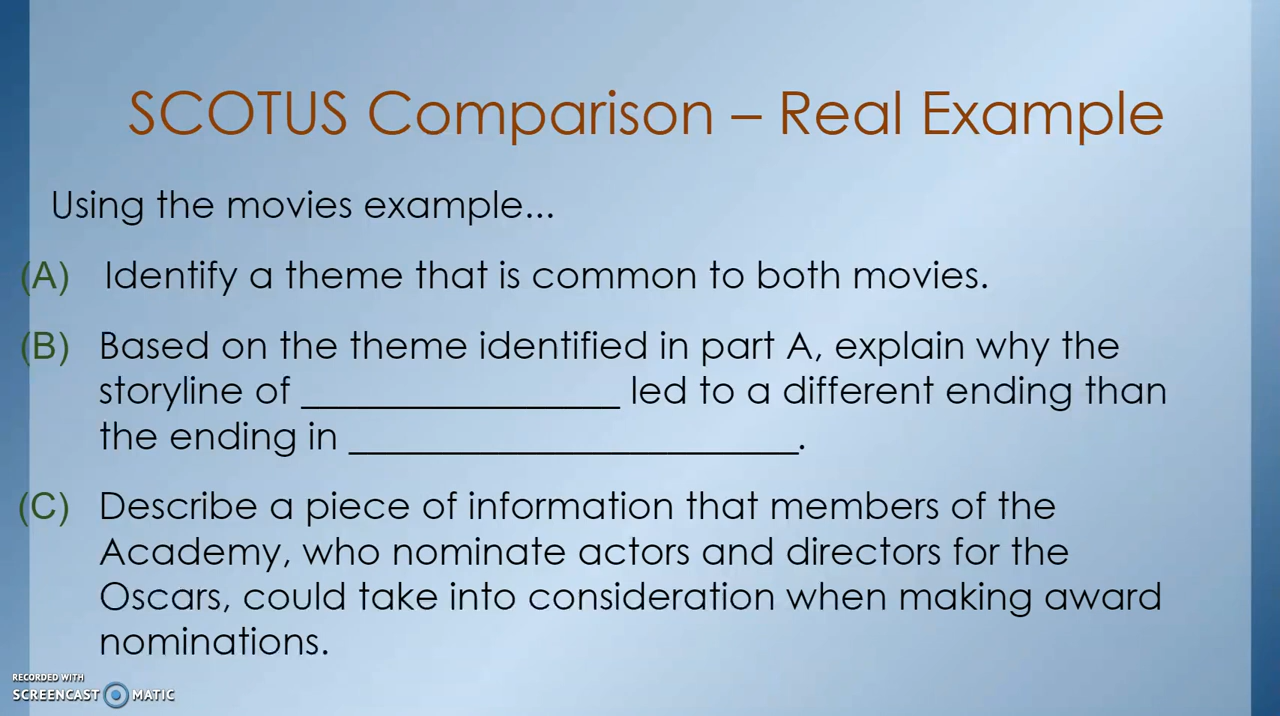 SCOTUS Comparison – Real Example
Using the movies example...
(A) Identify a theme that is common to both movies.
(B) Based on the theme identified in part A, explain why the
storyline of _________________ led to a different ending than
the ending in ________________________.
(C) Describe a piece of information that members of the
Academy, who nominate actors and directors for the
Oscars, could take into consideration when making award
nominations.
RECORDED WITH
SCREENCAST MATIC